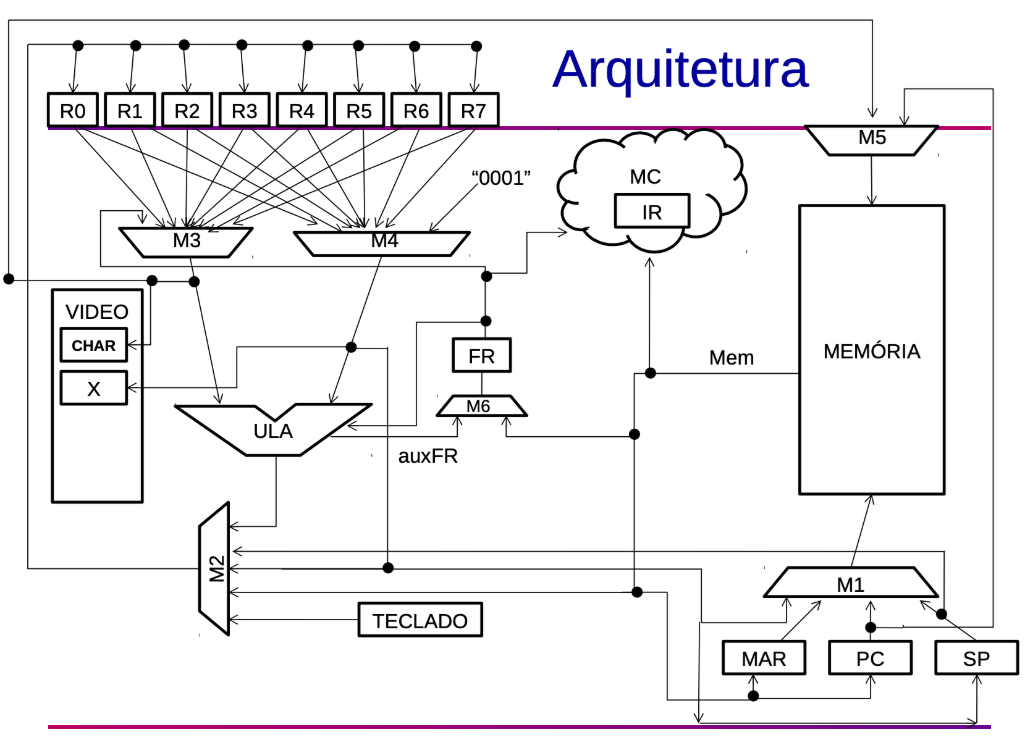 Arquitetura
R0 R1 R2 R3 R4 R5 R6 R7
M5
MC
IR
“0001”
M3 M4
VIDEO
CHAR
X
FR
M6
ULA
auxFR
Mem
MEMÓRIA
M2
M1
TECLADO
MAR PC SP